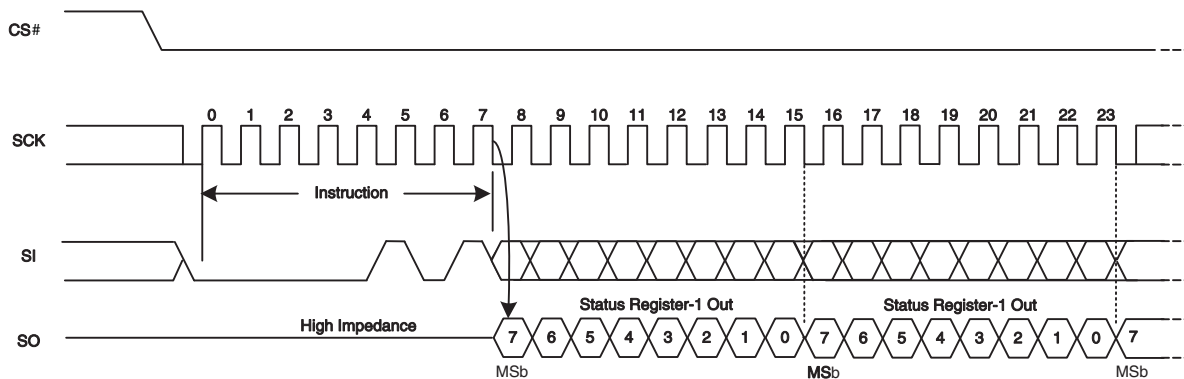 CS#
0 1 2 3 4 5 6 7 8 9 10 11 12 13 14 15 16 17 18 19 20 21 22 23
SCK
Instruction
SI
Status Register-1 Out Status Register-1 Out
High Impedance
SO 7 6 5 4 3 2 1 0 7 6 5 4 3 2 1 0 7
MSb MSb MSb